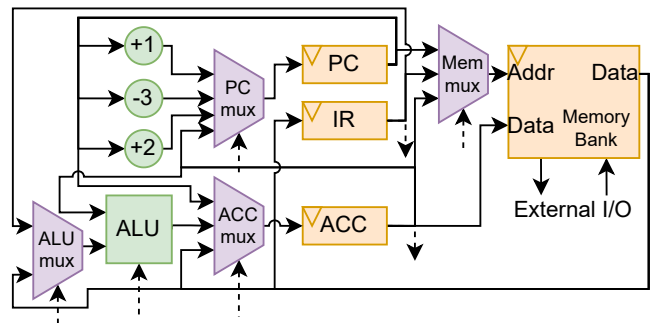 +1
-3
+2
PC
mux
PC
IR
Mem
mux
Addr
Data
Data
Memory
Bank
External I/O
ALU
mux
ALU
ACC
mux
ACC